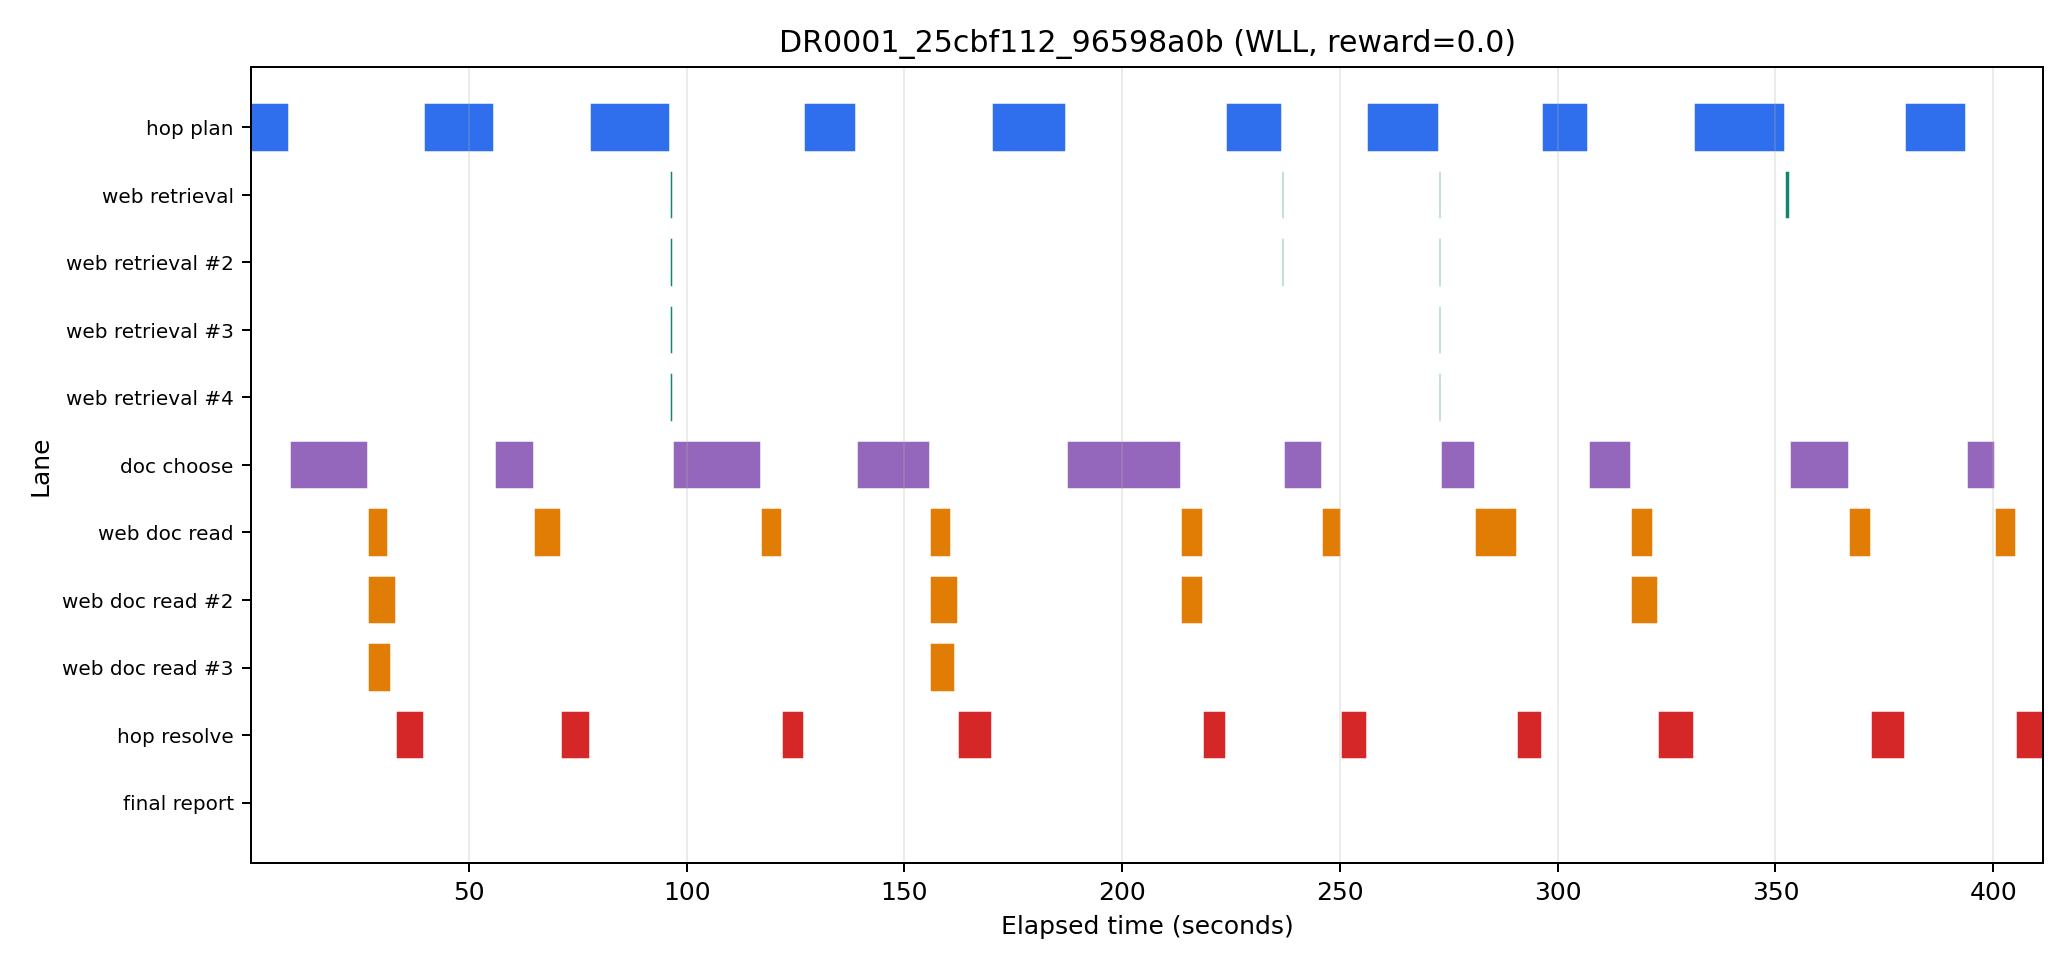 DR0001_25cbf112_96598a0b (WLL, reward=0.0)
Lane
hop plan
web retrieval
web retrieval #2
web retrieval #3
web retrieval #4
doc choose
web doc read
web doc read #2
web doc read #3
hop resolve
final report
50 100 150 200 250 300 350 400
Elapsed time (seconds)